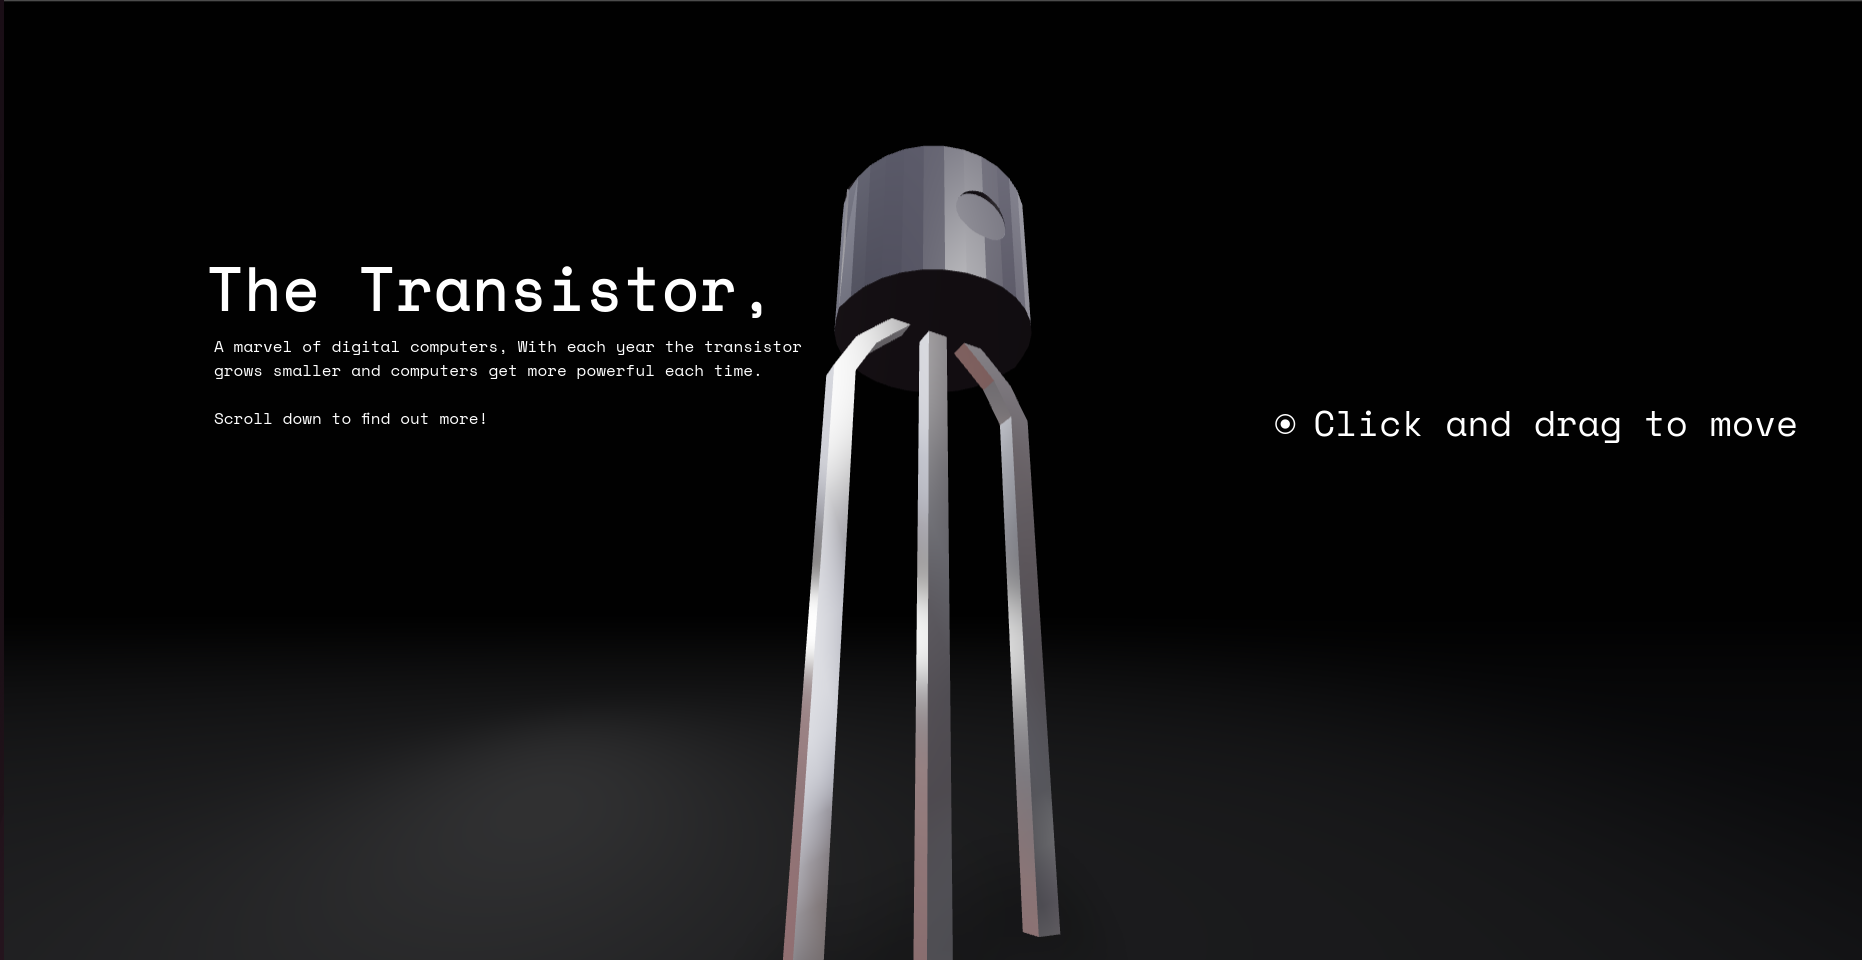 The Transistor,
A marvel of digital computers, With each year the transistor
grows smaller and computers get more powerful each time.
Scroll down to find out more!
Click and drag to move